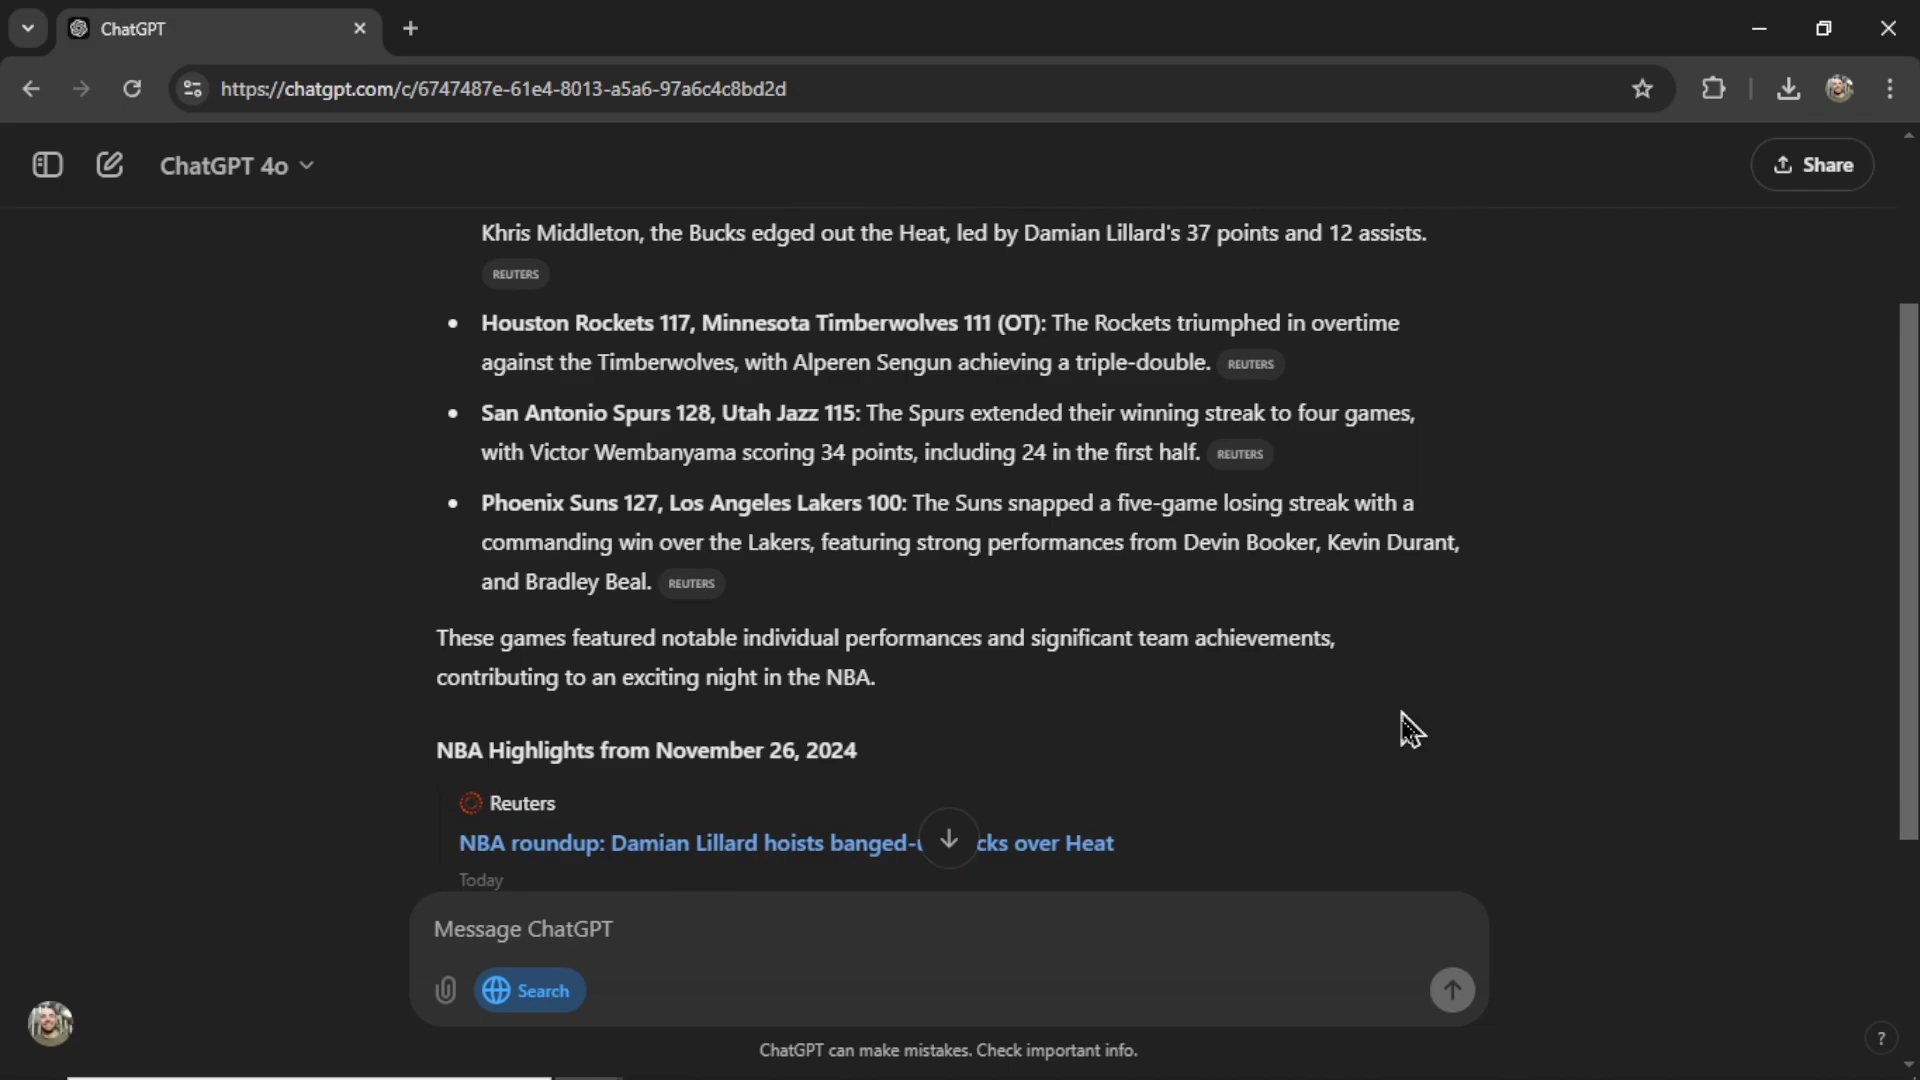 ChatGPT
https://chatgpt.com/c/6747487e-61e4-8013-a5a6-97a6c4c8bd2d
ChatGPT 4o
Share
Khris Middleton, the Bucks edged out the Heat, led by Damian Lillard's 37 points and 12 assists.
REUTERS
• Houston Rockets 117, Minnesota Timberwolves 111 (OT): The Rockets triumphed in overtime
against the Timberwolves, with Alperen Sengun achieving a triple-double. REUTERS
• San Antonio Spurs 128, Utah Jazz 115: The Spurs extended their winning streak to four games,
with Victor Wembanyama scoring 34 points, including 24 in the first half. REUTERS
• Phoenix Suns 127, Los Angeles Lakers 100: The Suns snapped a five-game losing streak with a
commanding win over the Lakers, featuring strong performances from Devin Booker, Kevin Durant,
and Bradley Beal. REUTERS
These games featured notable individual performances and significant team achievements,
contributing to an exciting night in the NBA.
NBA Highlights from November 26, 2024
Reuters
NBA roundup: Damian Lillard hoists banged- cks over Heat
Today
Message ChatGPT
Search
ChatGPT can make mistakes. Check important info.
?